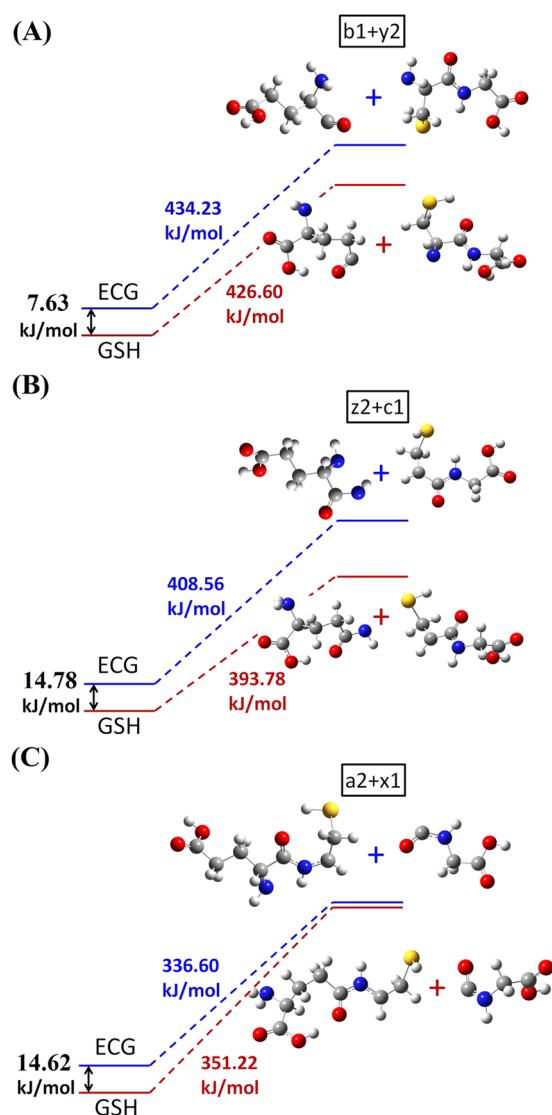 (A)
b1+y2
+
434.23
kJ/mol
+
7.63
kJ/mol
ECG
GSH
426.60
kJ/mol
(B)
z2+c1
+
408.56
kJ/mol
+
14.78
kJ/mol
ECG
GSH
393.78
kJ/mol
(C)
a2+x1
+
336.60
kJ/mol
+
14.62
kJ/mol
ECG
GSH
351.22
kJ/mol